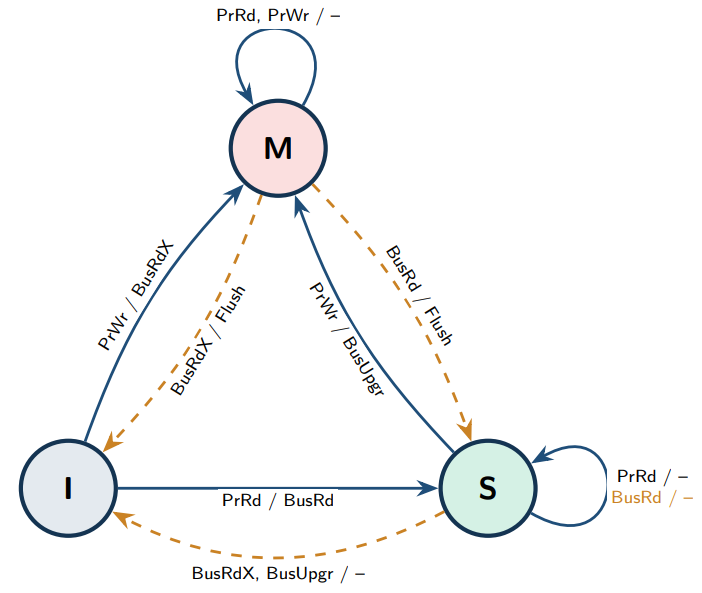 PrRd, PrWr / –
M
PrWr / BusRdX
BusRdX / Flush
PrWr / BusUpgr
BusRd / Flush
I
S
PrRd / –
BusRd / –
PrRd / BusRd
BusRdX, BusUpgr / –